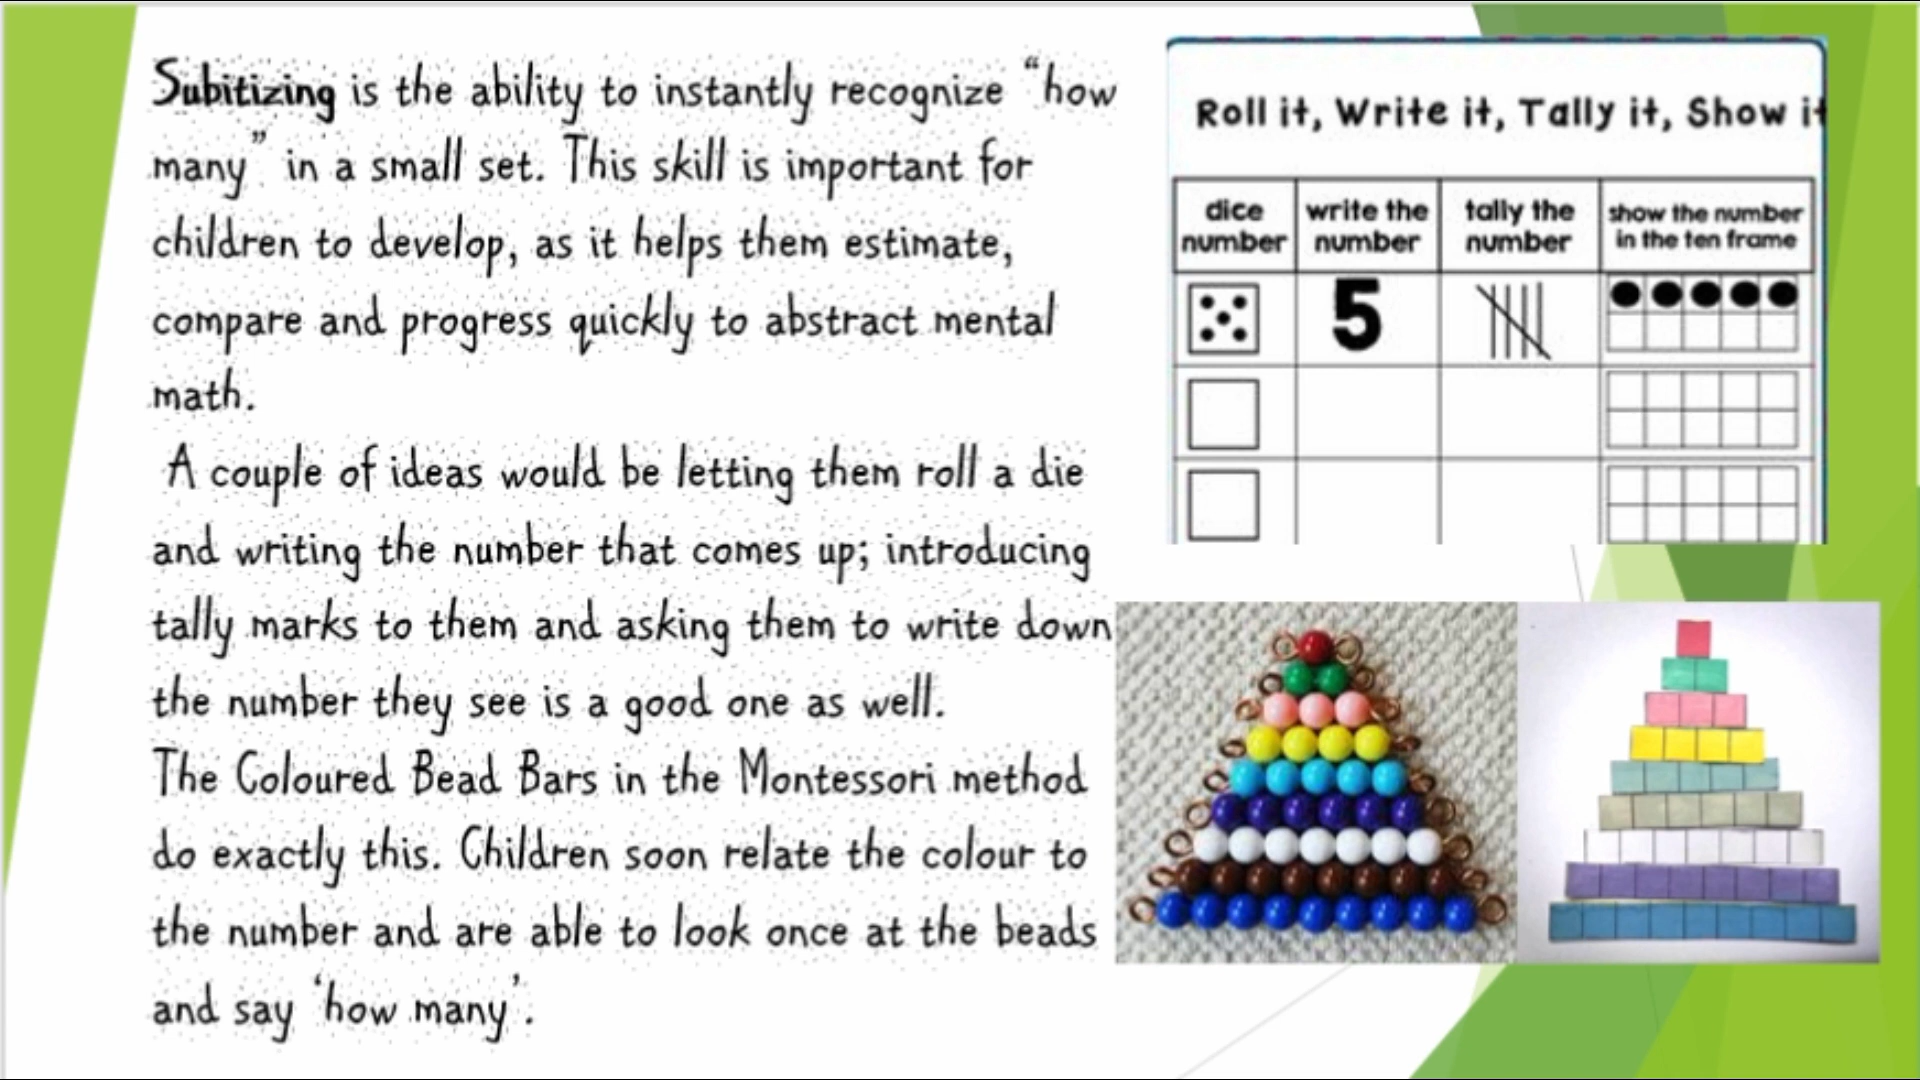 Subitizing is the ability to instantly recognize “how
many” in a small set. This skill is important for
children to develop, as it helps them estimate,
compare and progress quickly to abstract mental
math.
A couple of ideas would be letting them roll a die
and writing the number that comes up; introducing
tally marks to them and asking them to write down
the number they see is a good one as well.
The Coloured Bead Bars in the Montessori method
do exactly this. Children soon relate the colour to
the number and are able to look once at the beads
and say ‘how many’.
Roll it, Write it, Tally it, Show it
dice number
write the number
tally the number
show the number in the ten frame
5